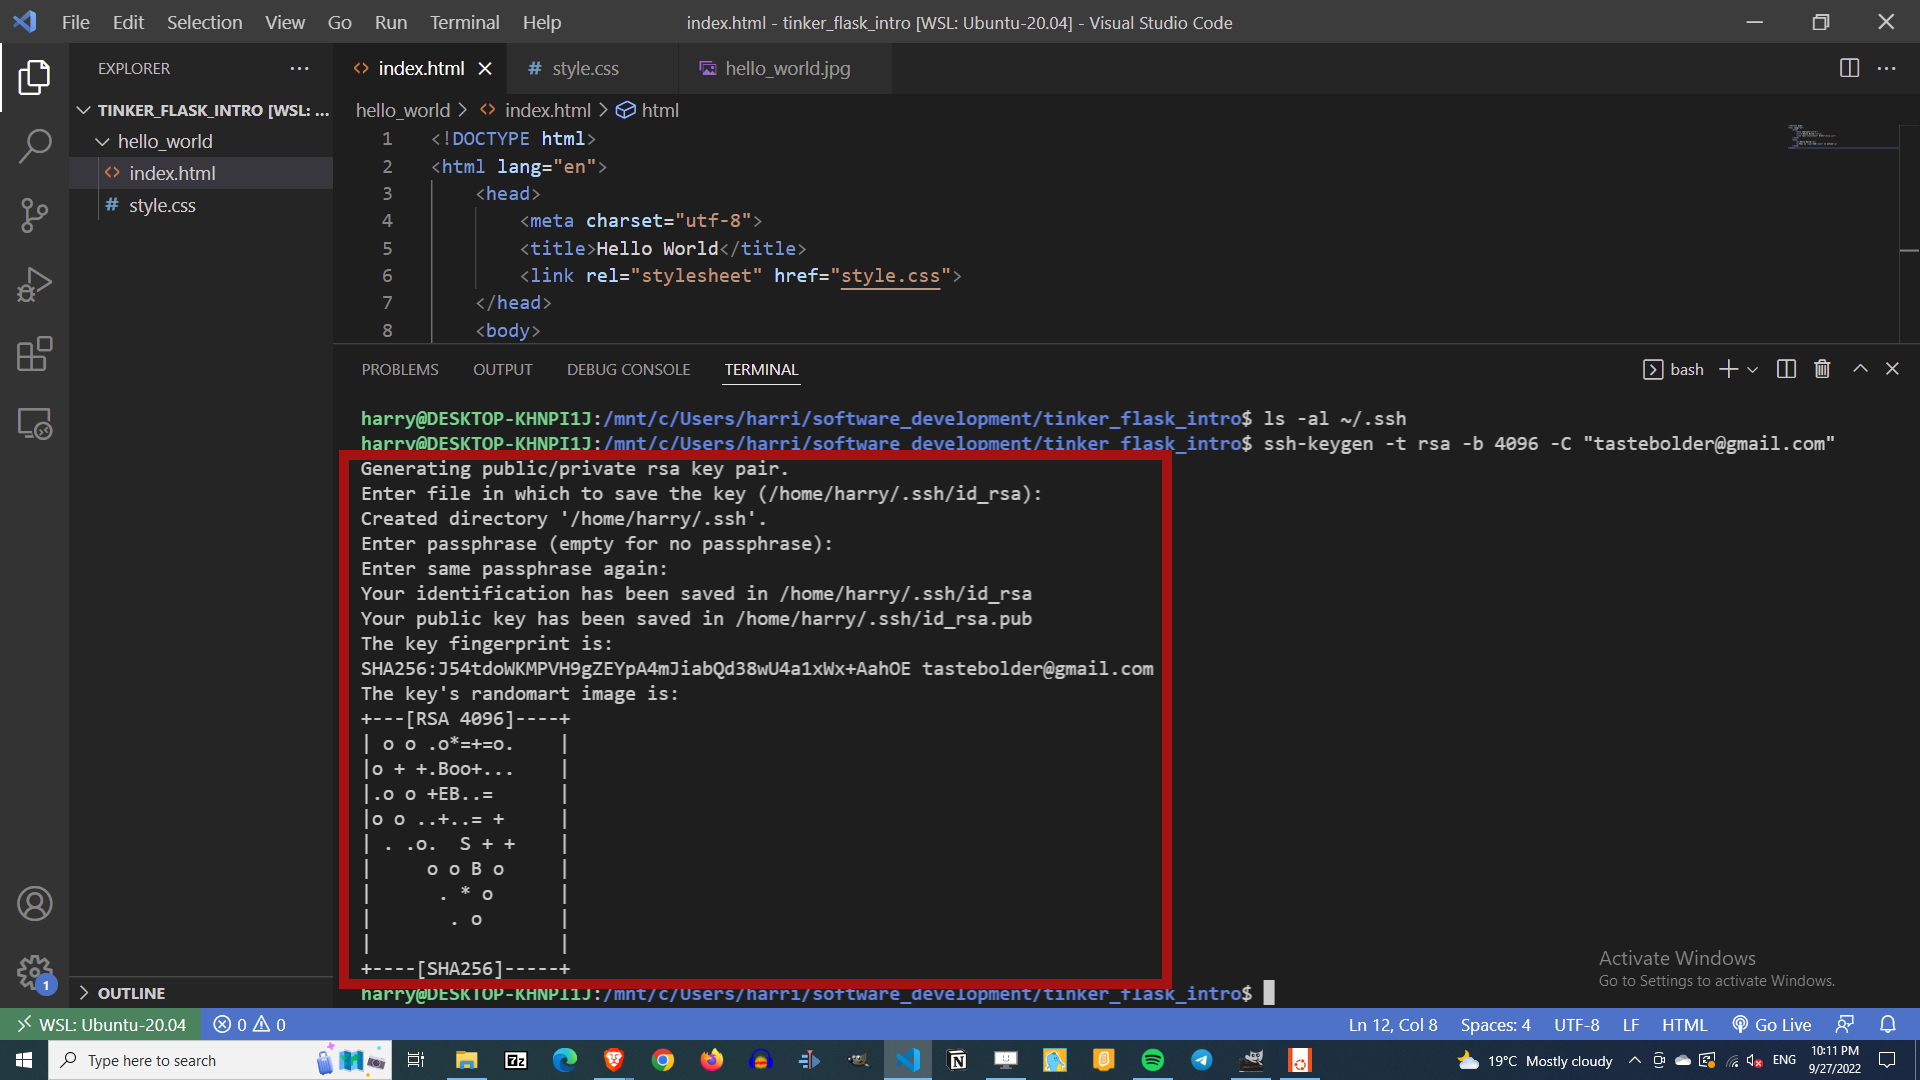 File Edit Selection View Go Run Terminal Help
index.html - tinker_flask_intro [WSL: Ubuntu-20.04] - Visual Studio Code
EXPLORER
TINKER_FLASK_INTRO [WSL: ...
hello_world
index.html
style.css
OUTLINE
index.html
style.css
hello_world.jpg
hello_world > index.html > html
1 <!DOCTYPE html>
2 <html lang="en">
3 <head>
4 <meta charset="utf-8">
5 <title>Hello World</title>
6 <link rel="stylesheet" href="style.css">
7 </head>
8 <body>
PROBLEMS OUTPUT DEBUG CONSOLE TERMINAL
bash
harry@DESKTOP-KHNPI1J:/mnt/c/Users/harri/software_development/tinker_flask_intro$ ls -al ~/.ssh
harry@DESKTOP-KHNPI1J:/mnt/c/Users/harri/software_development/tinker_flask_intro$ ssh-keygen -t rsa -b 4096 -C "tastebolder@gmail.com"
Generating public/private rsa key pair.
Enter file in which to save the key (/home/harry/.ssh/id_rsa):
Created directory '/home/harry/.ssh'.
Enter passphrase (empty for no passphrase):
Enter same passphrase again:
Your identification has been saved in /home/harry/.ssh/id_rsa
Your public key has been saved in /home/harry/.ssh/id_rsa.pub
The key fingerprint is:
SHA256:J54tdoWKMPVH9gZEYpA4mJiabQd38wU4a1xWx+AahOE tastebolder@gmail.com
The key's randomart image is:
+---[RSA 4096]----+
| o o .o*=+=o.    |
|o + +.Boo+...    |
|.o o +EB..=      |
|o o ..+..= +     |
| . .o.  S + +    |
|     o o B o     |
|      . * o      |
|       . o       |
|                 |
+----[SHA256]-----+
harry@DESKTOP-KHNPI1J:/mnt/c/Users/harri/software_development/tinker_flask_intro$
Activate Windows
Go to Settings to activate Windows.
1
WSL: Ubuntu-20.04 0 0
Ln 12, Col 8 Spaces: 4 UTF-8 LF HTML Go Live
Type here to search
7z
19°C Mostly cloudy
ENG
10:11 PM
9/27/2022